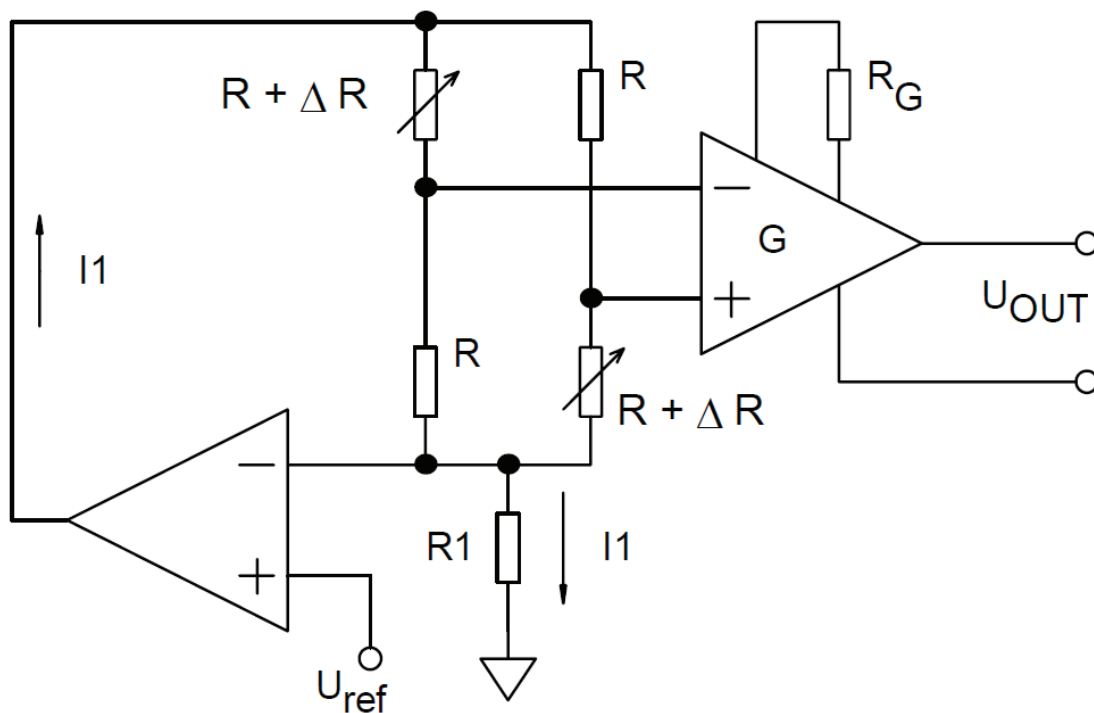 R + Δ R
R
R_G
I1
−
G
+
U_OUT
R
R + Δ R
−
R1
I1
+
U_ref